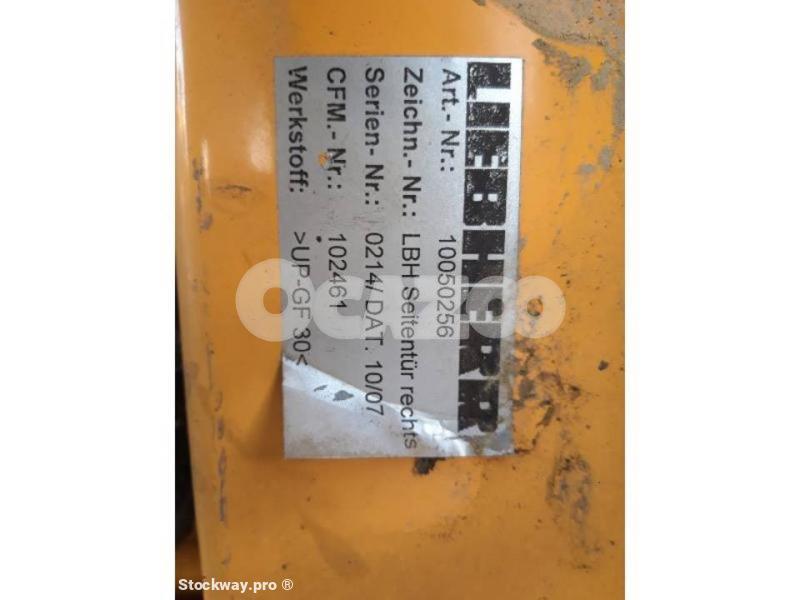 LIEBHERR
Art.- Nr.: 10050256
Zeichn.- Nr.: LBH Seitentür rechts
Serien- Nr.: 0214/ DAT. 10/07
CFM.- Nr.: 102461
Werkstoff: >UP-GF 30<
OCAZOO
Stockway.pro ®